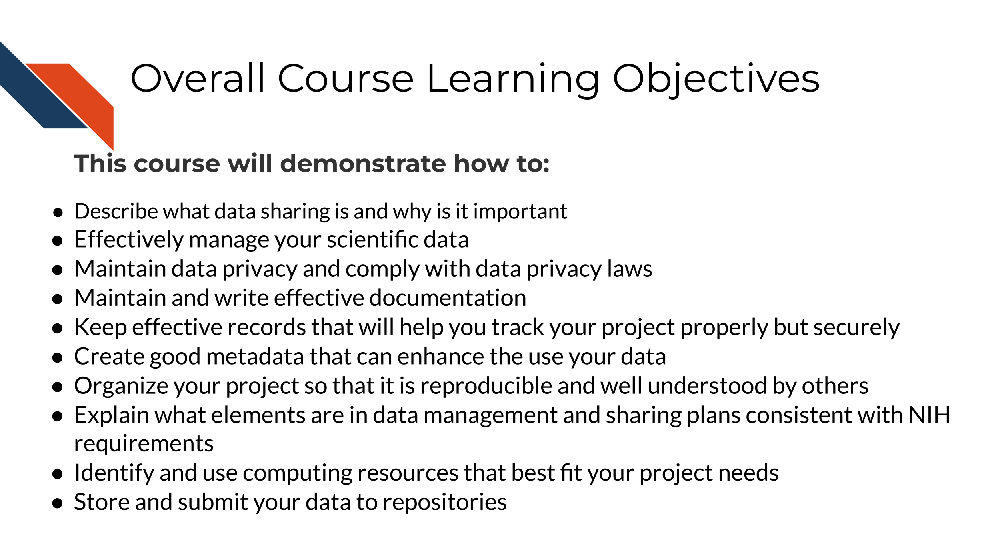 Overall Course Learning Objectives
This course will demonstrate how to:
● Describe what data sharing is and why is it important
● Effectively manage your scientific data
● Maintain data privacy and comply with data privacy laws
● Maintain and write effective documentation
● Keep effective records that will help you track your project properly but securely
● Create good metadata that can enhance the use your data
● Organize your project so that it is reproducible and well understood by others
● Explain what elements are in data management and sharing plans consistent with NIH
requirements
● Identify and use computing resources that best fit your project needs
● Store and submit your data to repositories